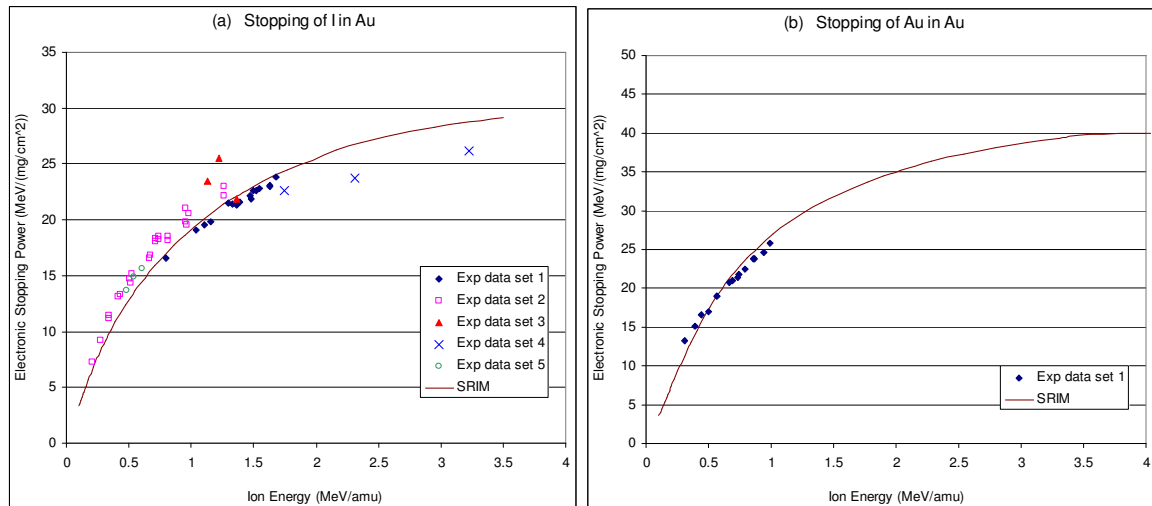 (a) Stopping of I in Au
Electronic Stopping Power (MeV/(mg/cm^2))
35
30
25
20
15
10
5
0
0 0.5 1 1.5 2 2.5 3 3.5 4
Ion Energy (MeV/amu)
Exp data set 1
Exp data set 2
Exp data set 3
Exp data set 4
Exp data set 5
SRIM
(b) Stopping of Au in Au
Electronic Stopping Power (MeV/(mg/cm^2))
50
45
40
35
30
25
20
15
10
5
0
0 0.5 1 1.5 2 2.5 3 3.5 4
Ion Energy (MeV/amu)
Exp data set 1
SRIM